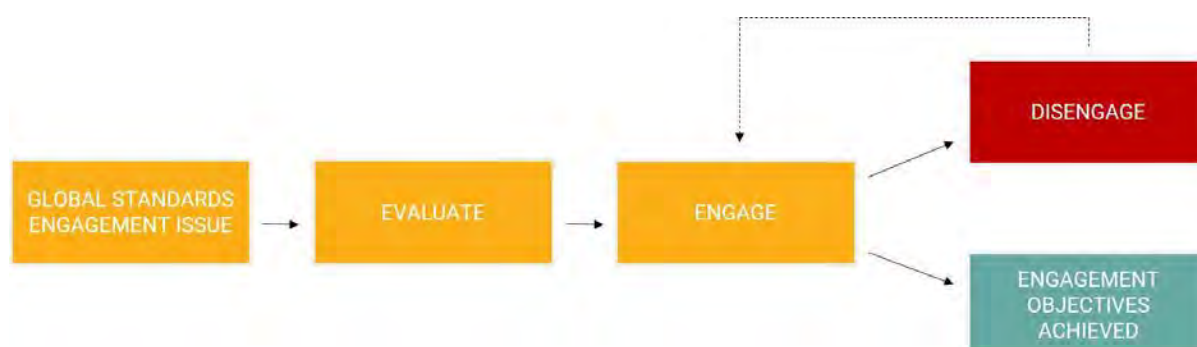 DISENGAGE
GLOBAL STANDARDS
ENGAGEMENT ISSUE
EVALUATE
ENGAGE
ENGAGEMENT
OBJECTIVES
ACHIEVED